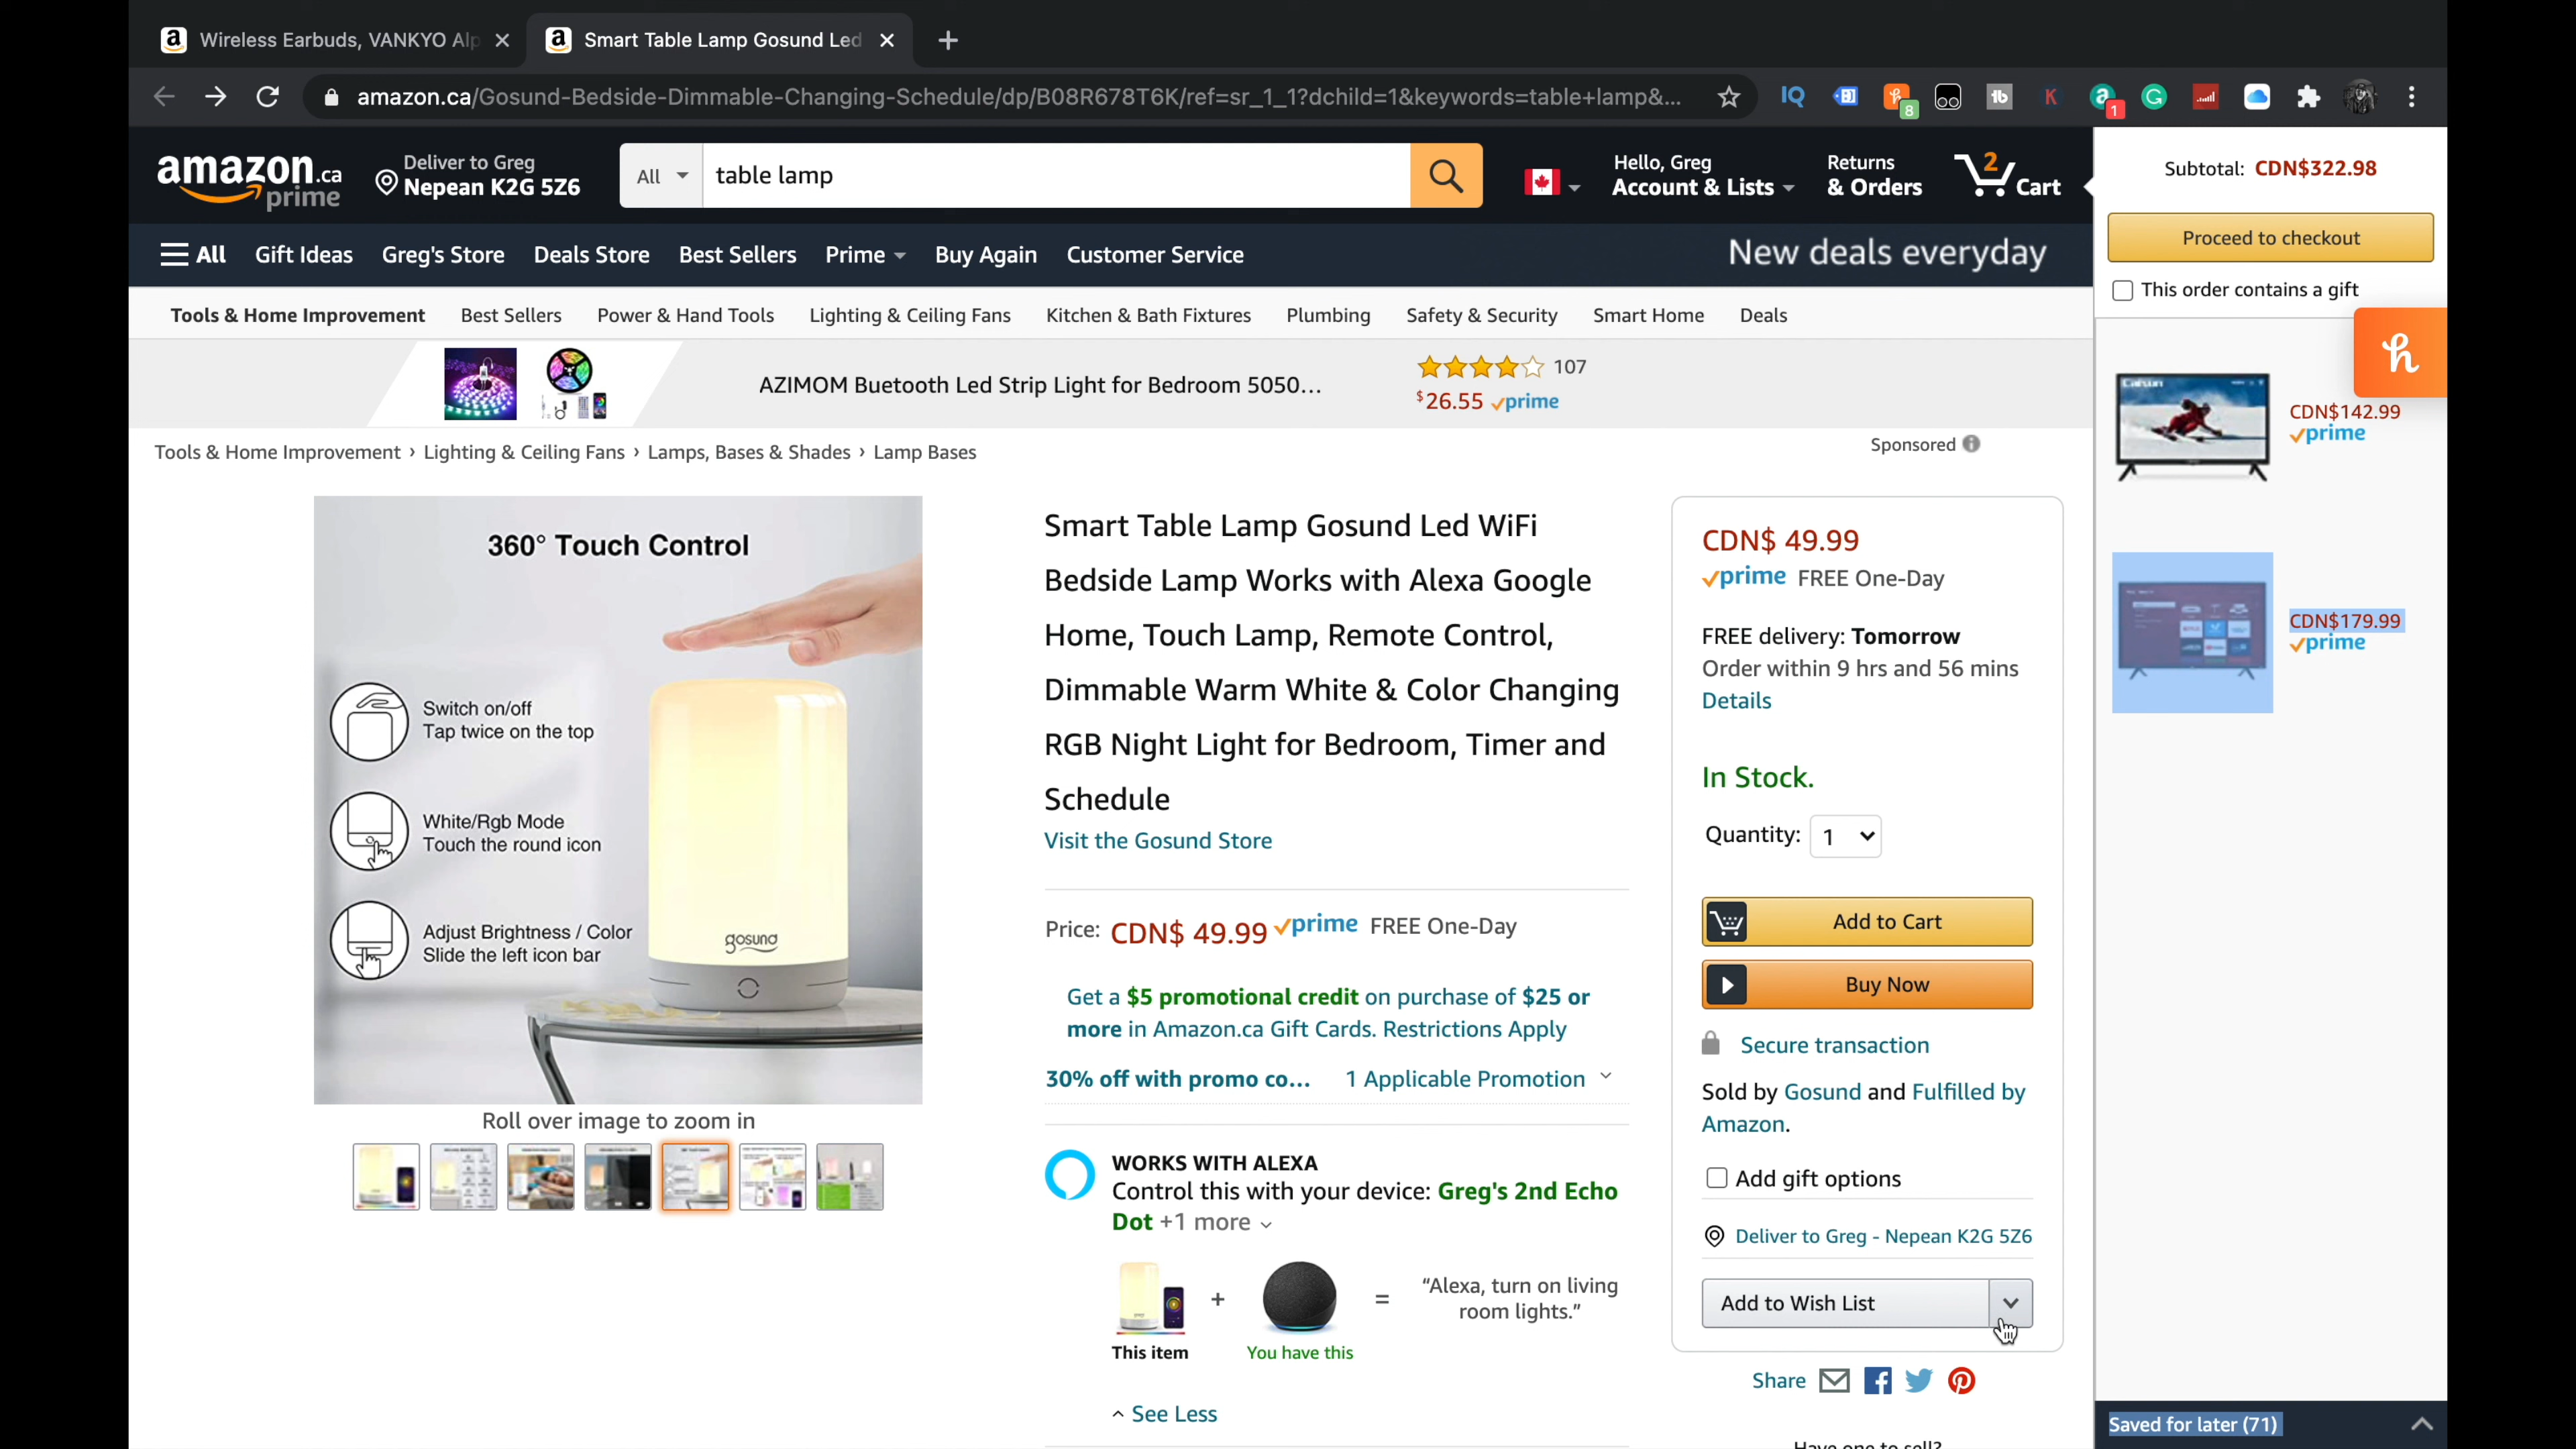 Wireless Earbuds, VANKYO Alp
Smart Table Lamp Gosund Led
amazon.ca/Gosund-Bedside-Dimmable-Changing-Schedule/dp/B08R678T6K/ref=sr_1_1?dchild=1&keywords=table+lamp&...
8
1
amazon.ca
prime
Deliver to Greg
Nepean K2G 5Z6
All
table lamp
Hello, Greg
Account & Lists
Returns
& Orders
2
Cart
Subtotal: CDN$322.98
Proceed to checkout
This order contains a gift
All
Gift Ideas
Greg's Store
Deals Store
Best Sellers
Prime
Buy Again
Customer Service
New deals everyday
Tools & Home Improvement
Best Sellers
Power & Hand Tools
Lighting & Ceiling Fans
Kitchen & Bath Fixtures
Plumbing
Safety & Security
Smart Home
Deals
AZIMOM Buetooth Led Strip Light for Bedroom 5050...
107
$26.55 prime
Sponsored
Tools & Home Improvement › Lighting & Ceiling Fans › Lamps, Bases & Shades › Lamp Bases
CDN$142.99
prime
CDN$179.99
prime
360° Touch Control
Switch on/off
Tap twice on the top
White/Rgb Mode
Touch the round icon
Adjust Brightness / Color
Slide the left icon bar
gosund
Roll over image to zoom in
Smart Table Lamp Gosund Led WiFi
Bedside Lamp Works with Alexa Google
Home, Touch Lamp, Remote Control,
Dimmable Warm White & Color Changing
RGB Night Light for Bedroom, Timer and
Schedule
Visit the Gosund Store
Price: CDN$ 49.99 prime FREE One-Day
Get a $5 promotional credit on purchase of $25 or
more in Amazon.ca Gift Cards. Restrictions Apply
30% off with promo co...
1 Applicable Promotion
WORKS WITH ALEXA
Control this with your device: Greg's 2nd Echo
Dot +1 more
+
=
“Alexa, turn on living
room lights.”
This item
You have this
See Less
CDN$ 49.99
prime FREE One-Day
FREE delivery: Tomorrow
Order within 9 hrs and 56 mins
Details
In Stock.
Quantity: 1
Add to Cart
Buy Now
Secure transaction
Sold by Gosund and Fulfilled by
Amazon.
Add gift options
Deliver to Greg - Nepean K2G 5Z6
Add to Wish List
Share
Have one to sell?
Saved for later (71)